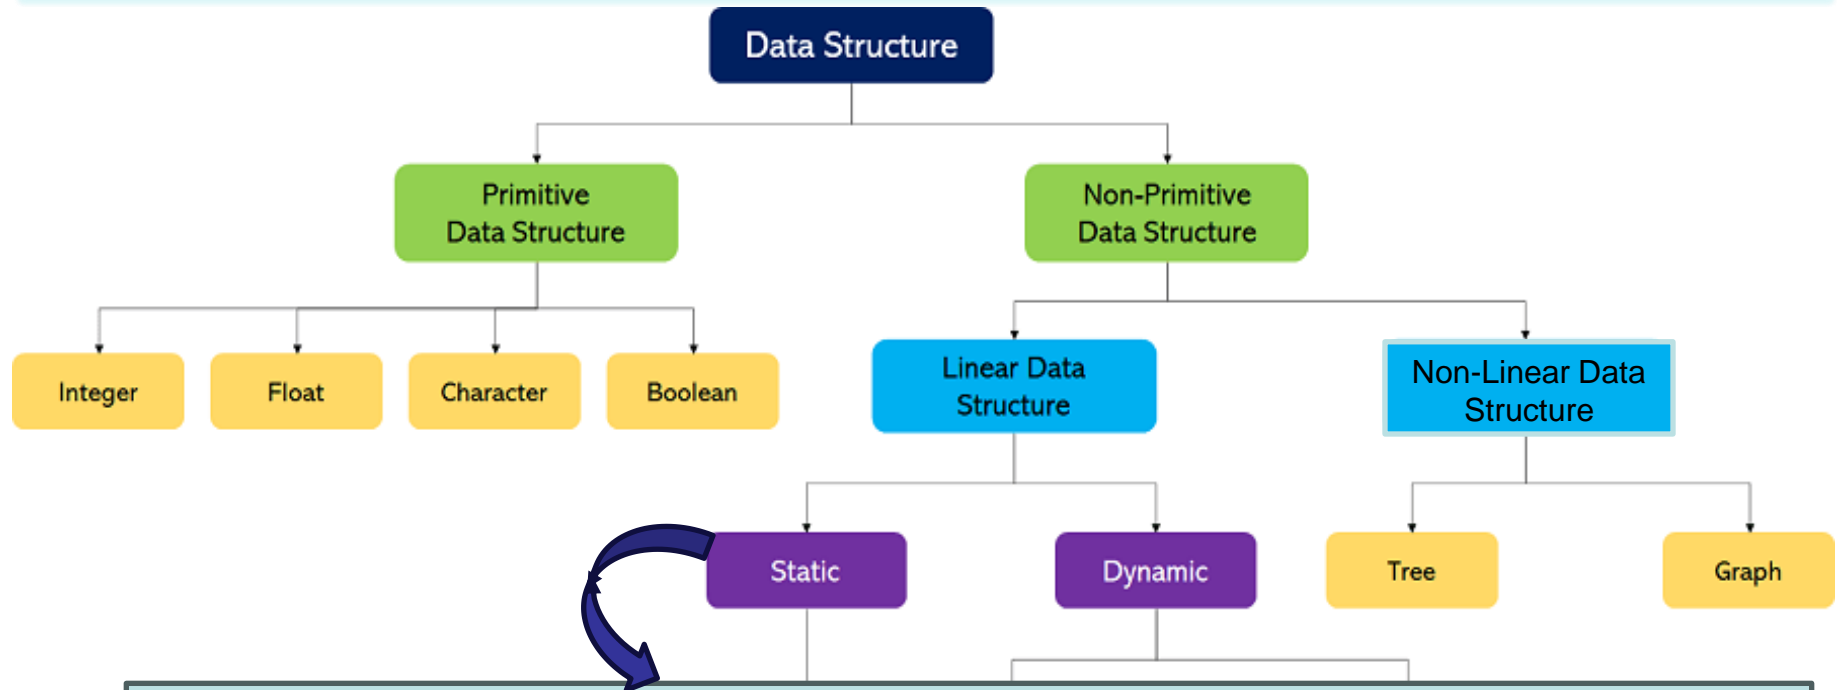 Data Structure
Primitive
Data Structure
Non-Primitive
Data Structure
Integer
Float
Character
Boolean
Linear Data
Structure
Non-Linear Data
Structure
Static
Dynamic
Tree
Graph